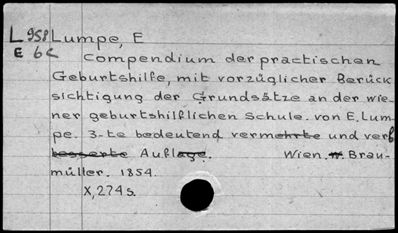 L 958 Lumpe, E
E 6c
Compendium der practischen
Geburtshilfe, mit vorzüglicher Berück
sichtigung der Grundsätze an der wie-
ner geburtshilflichen Schule. von E. Lum-
pe. 3-te bedeutend vermehrte und verb
besserte Auflage. Wien. W. Brau-
müller. 1854.
X, 274 s.